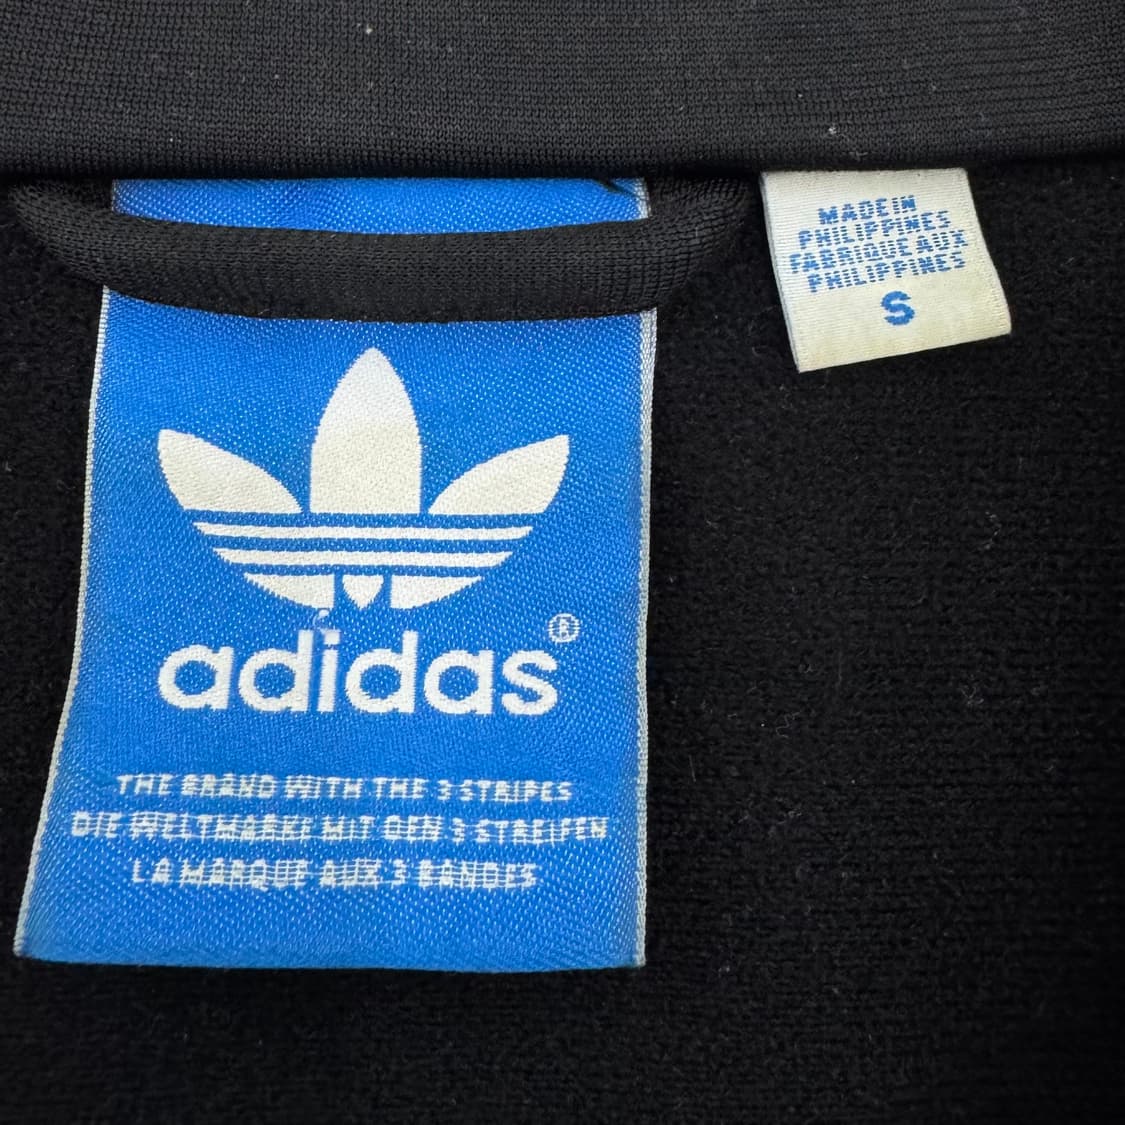 MADE IN
PHILIPPINES
FABRIQUE AUX
PHILIPPINES
S
adidas®
THE BRAND WITH THE 3 STRIPES
DIE WELTMARKE MIT DEN 3 STREIFEN
LA MARQUE AUX 3 BANDES